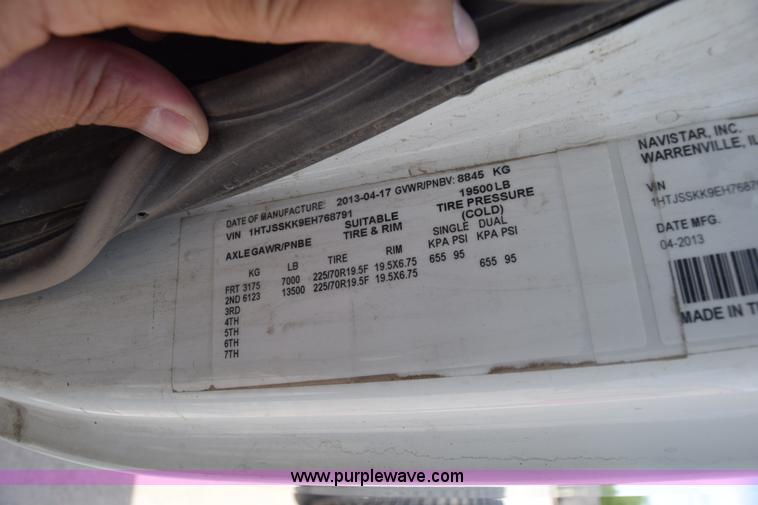 DATE OF MANUFACTURE: 2013-04-17 GVWR/PNBV: 8845 KG
VIN 1HTJSSKK9EH768791 19500 LB
SUITABLE TIRE PRESSURE
AXLE GAWR/PNBE TIRE & RIM (COLD)
SINGLE DUAL
KG LB TIRE RIM KPA PSI KPA PSI
FRT 3175 7000 225/70R19.5F 19.5X6.75 655 95
2ND 6123 13500 225/70R19.5F 19.5X6.75 655 95
3RD
4TH
5TH
6TH
7TH
NAVISTAR, INC.
WARRENVILLE, IL
VIN
1HTJSSKK9EH76879
DATE MFG.
04-2013
MADE IN T
www.purplewave.com